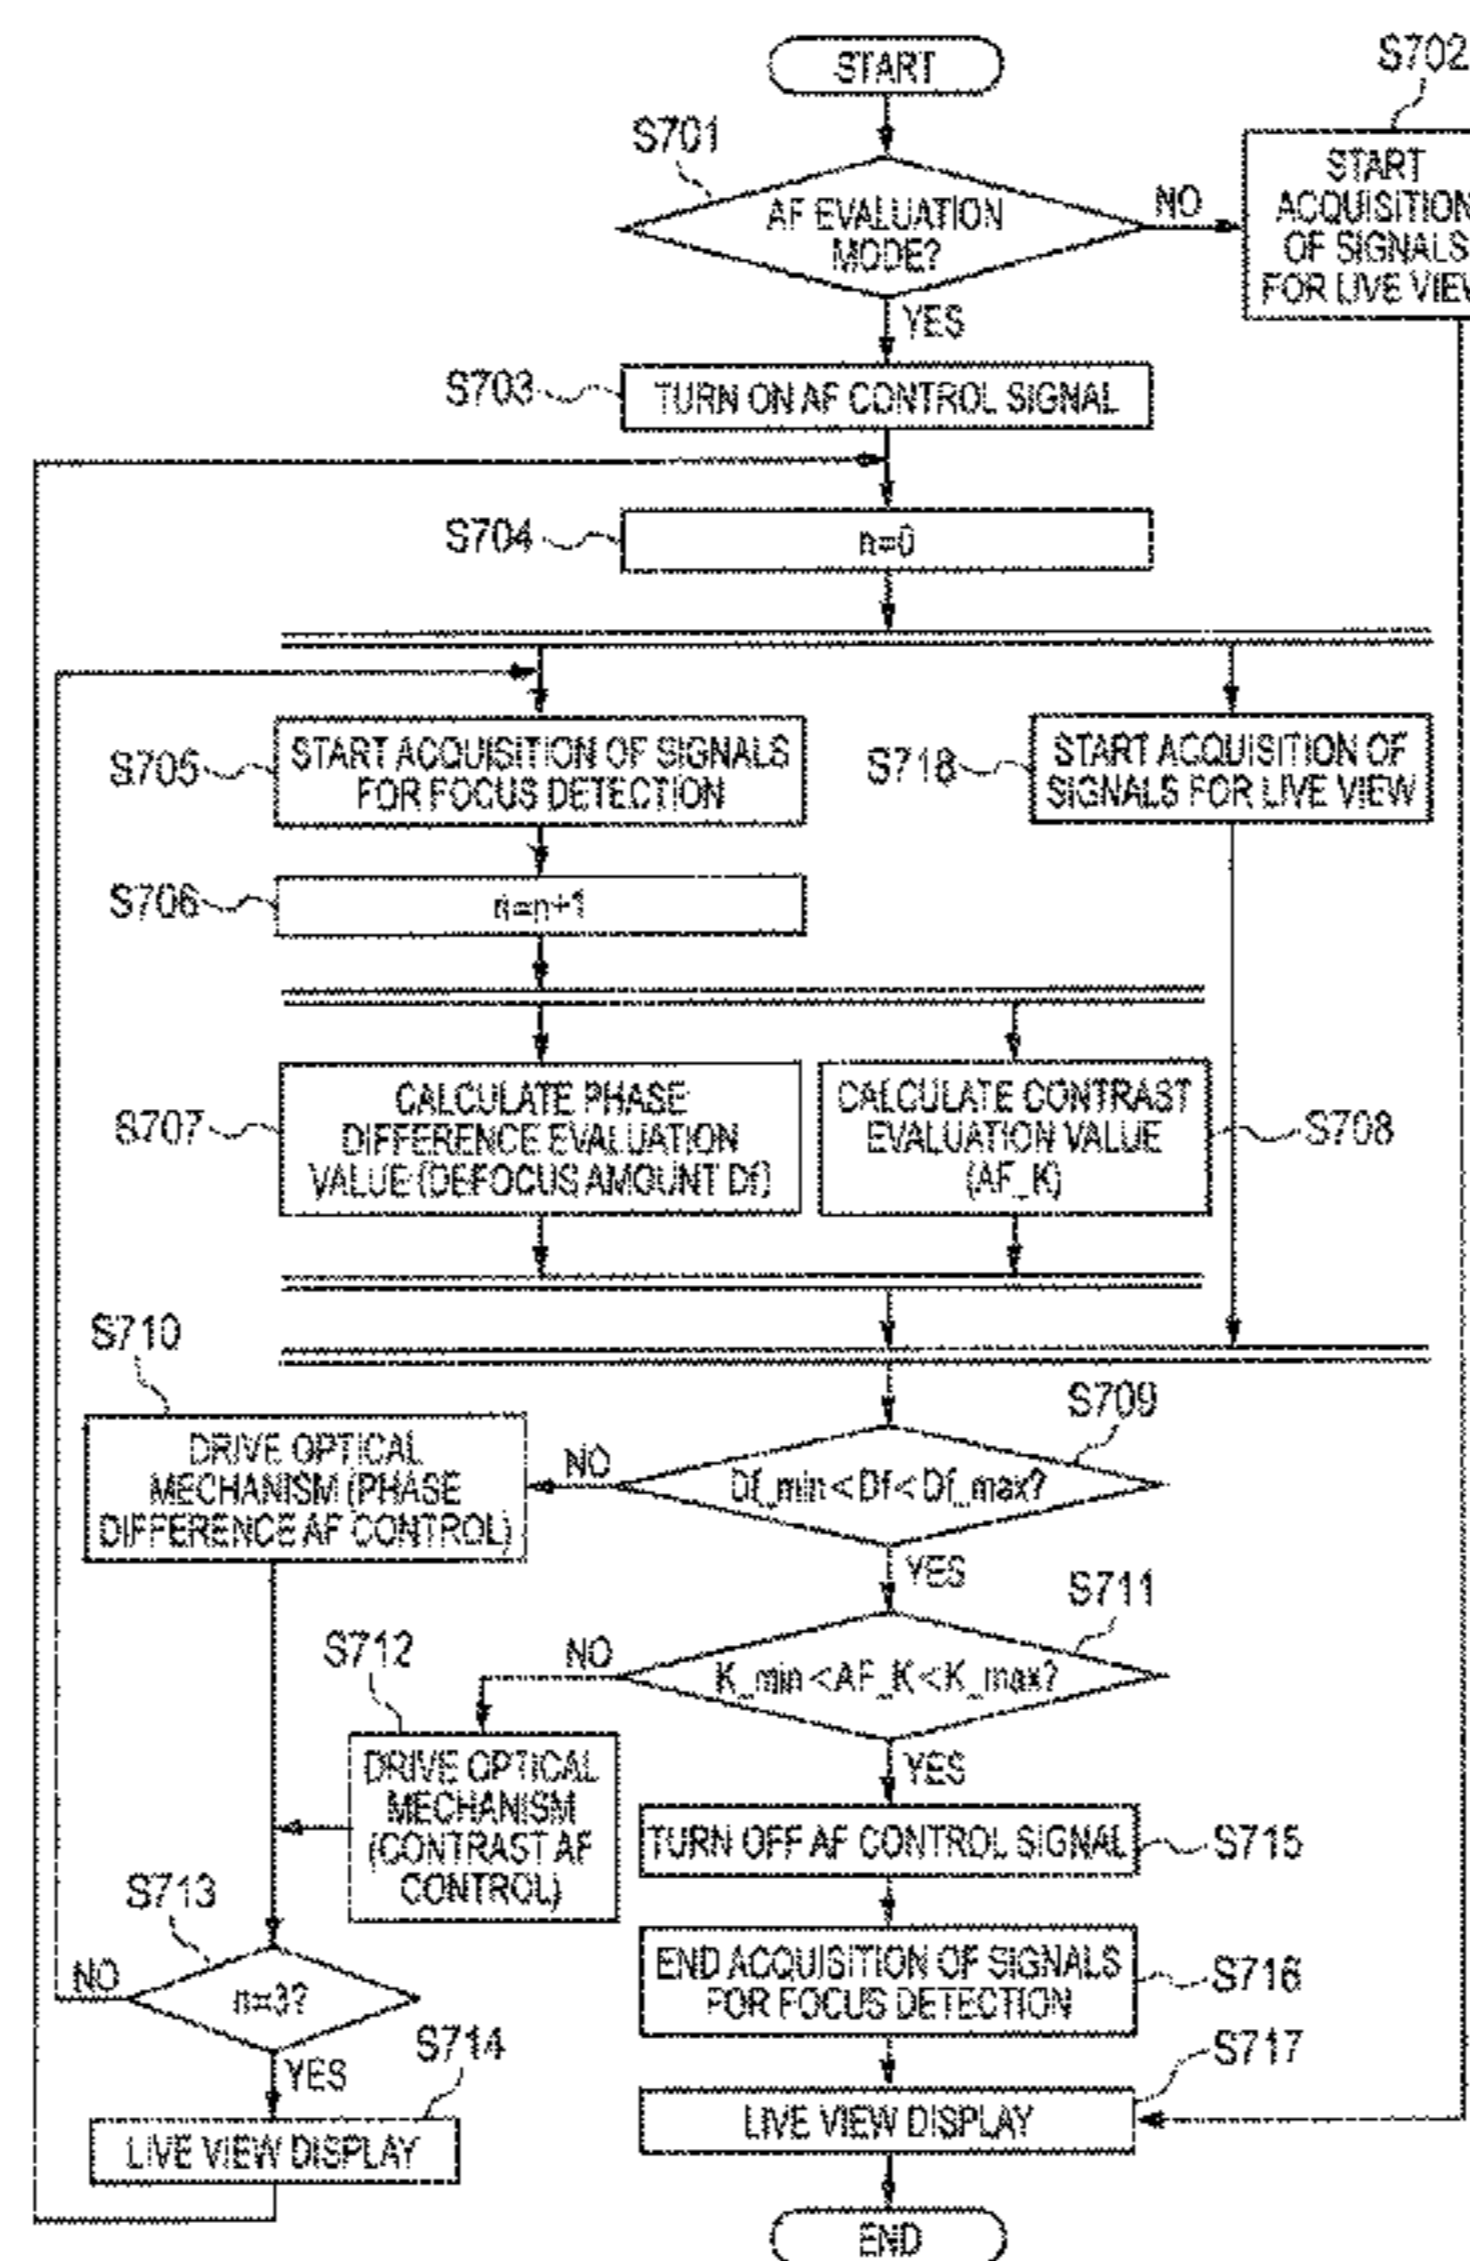 START
S701
S702
AF EVALUATION
MODE?
NO
START
ACQUISITION
OF SIGNALS
FOR LIVE VIEW
YES
S703
TURN ON AF CONTROL SIGNAL
S704
n=0
S705
START ACQUISITION OF SIGNALS
FOR FOCUS DETECTION
S718
START ACQUISITION OF
SIGNALS FOR LIVE VIEW
S706
n=n+1
S707
CALCULATE PHASE
DIFFERENCE EVALUATION
VALUE (DEFOCUS AMOUNT Df)
CALCULATE CONTRAST
EVALUATION VALUE
(AF_K)
S708
S710
DRIVE OPTICAL
MECHANISM (PHASE
DIFFERENCE AF CONTROL)
NO
S709
Df_min<Df<Df_max?
YES
S711
S712
NO
K_min<AF_K<K_max?
YES
DRIVE OPTICAL
MECHANISM
(CONTRAST AF
CONTROL)
TURN OFF AF CONTROL SIGNAL
S715
S713
NO
n=3?
YES
END ACQUISITION OF SIGNALS
FOR FOCUS DETECTION
S716
S714
LIVE VIEW DISPLAY
S717
LIVE VIEW DISPLAY
END